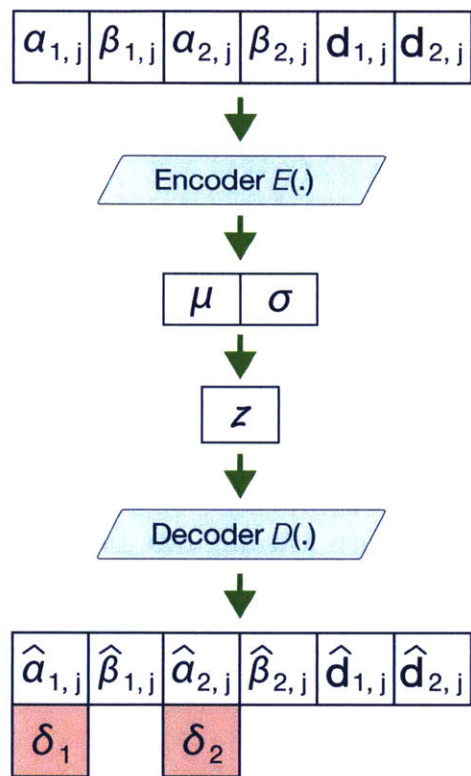 α1, j β1, j α2, j β2, j d1, j d2, j
Encoder E(.)
μ σ
z
Decoder D(.)
α̂1, j β̂1, j α̂2, j β̂2, j d̂1, j d̂2, j
δ1 δ2